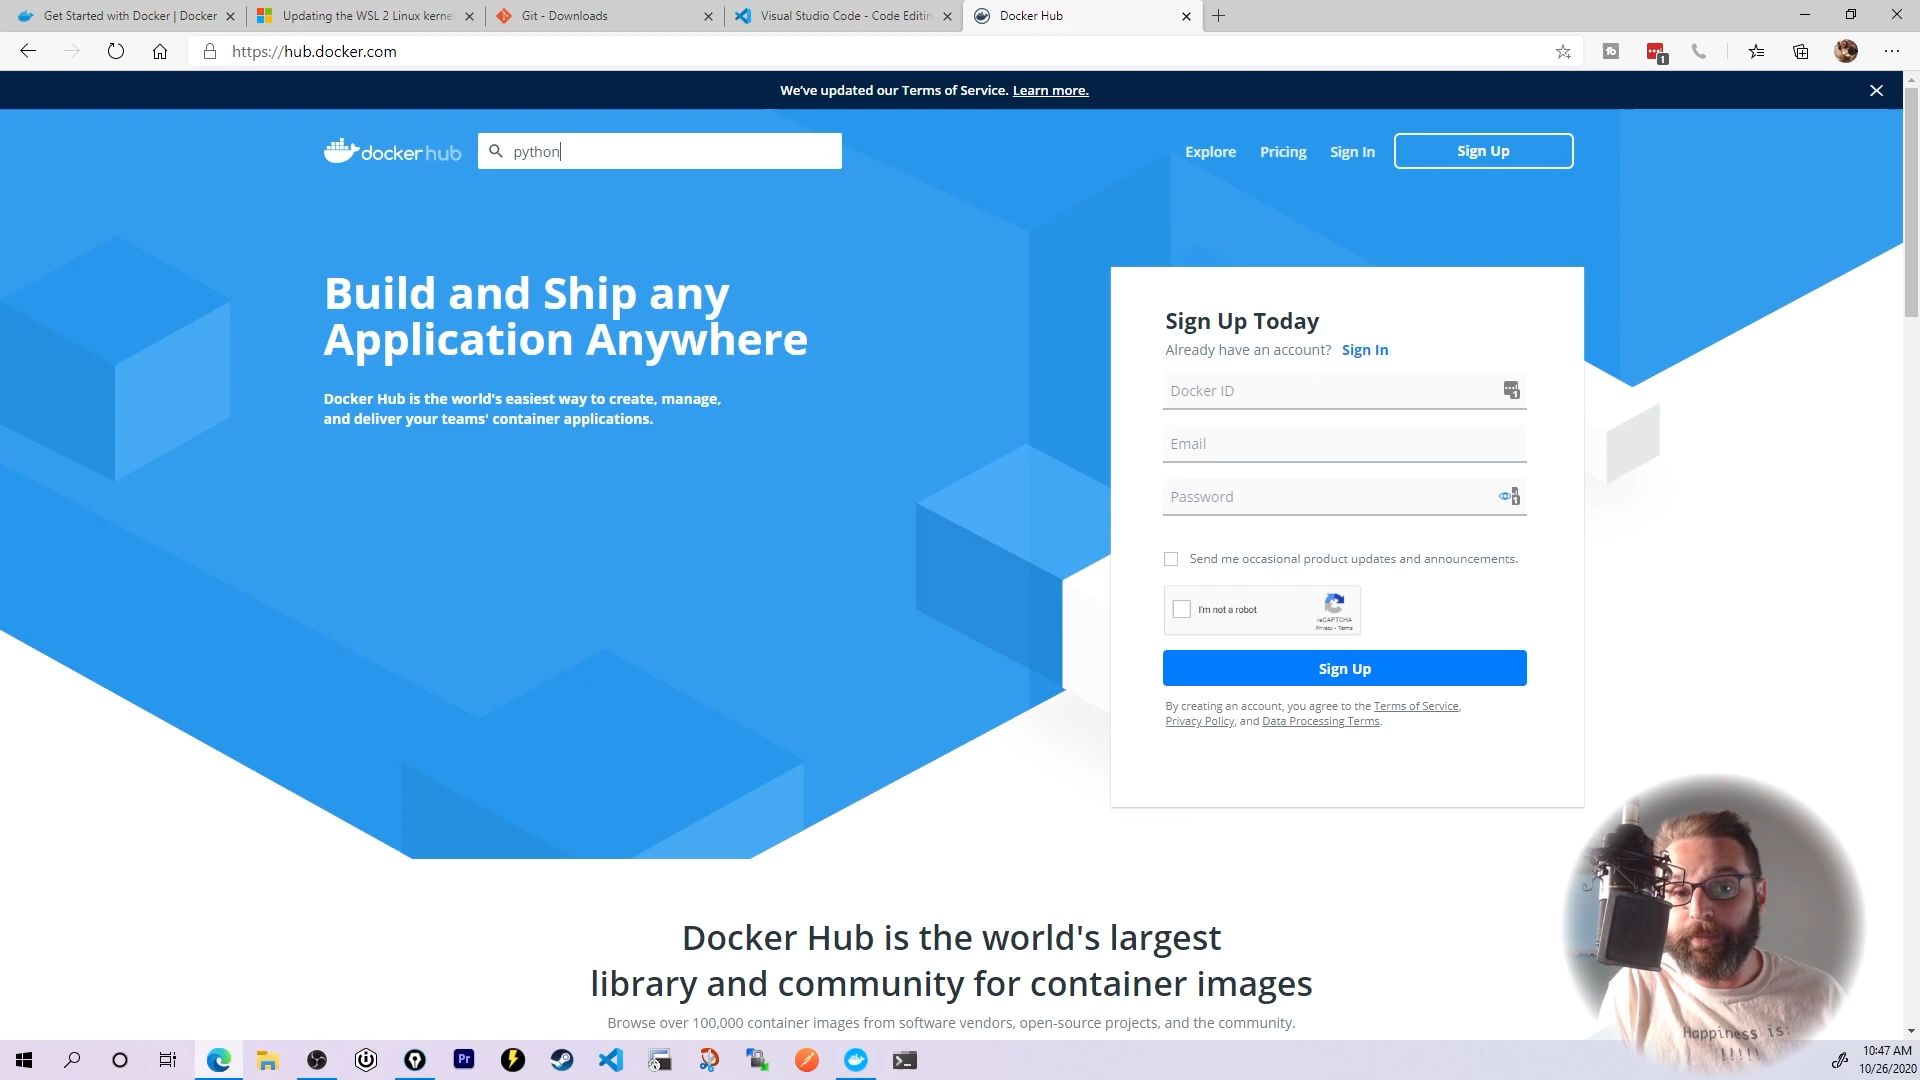 Get Started with Docker | Docker
Updating the WSL 2 Linux kernel
Git - Downloads
Visual Studio Code - Code Editin
Docker Hub
https://hub.docker.com
1
We've updated our Terms of Service. Learn more.
docker hub
python
Explore
Pricing
Sign In
Sign Up
Build and Ship any
Application Anywhere
Docker Hub is the world's easiest way to create, manage,
and deliver your teams' container applications.
Sign Up Today
Already have an account? Sign In
Docker ID
Email
Password
Send me occasional product updates and announcements.
I'm not a robot
reCAPTCHA
Privacy - Terms
Sign Up
By creating an account, you agree to the Terms of Service,
Privacy Policy, and Data Processing Terms.
Docker Hub is the world's largest
library and community for container images
Browse over 100,000 container images from software vendors, open-source projects, and the community.
Happiness is:
!!!!!
Pr
10:47 AM
10/26/2020